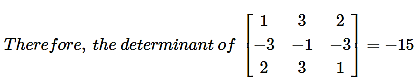 Therefore, the determinant of [ 1 3 2 ]
[ -3 -1 -3 ] = -15
[ 2 3 1 ]